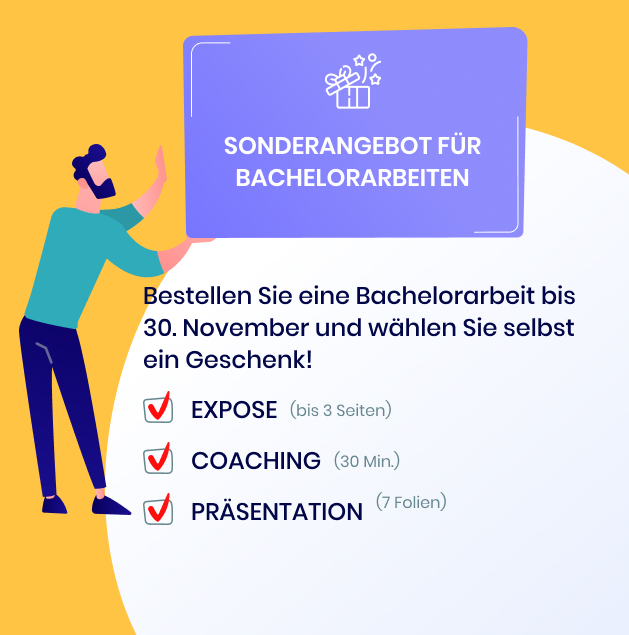 SONDERANGEBOT FÜR
BACHELORARBEITEN
Bestellen Sie eine Bachelorarbeit bis
30. November und wählen Sie selbst
ein Geschenk!
EXPOSE (bis 3 Seiten)
COACHING (30 Min.)
PRÄSENTATION (7 Folien)